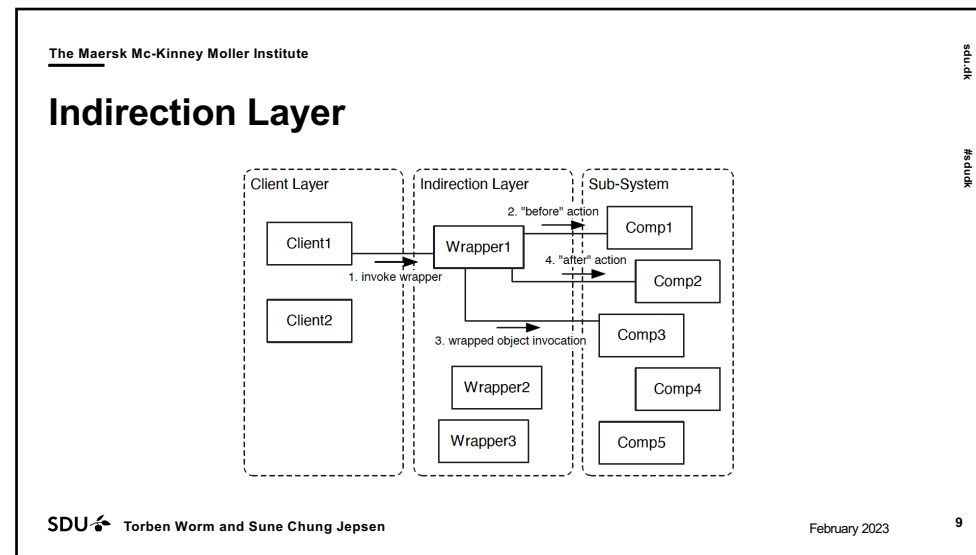 The Maersk Mc-Kinney Moller Institute
sdu.dk
#sdudk
Indirection Layer
Client Layer
Indirection Layer
Sub-System
2. "before" action
Client1
Wrapper1
Comp1
4. "after" action
1. invoke wrapper
Comp2
Client2
3. wrapped object invocation
Comp3
Wrapper2
Comp4
Wrapper3
Comp5
SDU
Torben Worm and Sune Chung Jepsen
February 2023
9